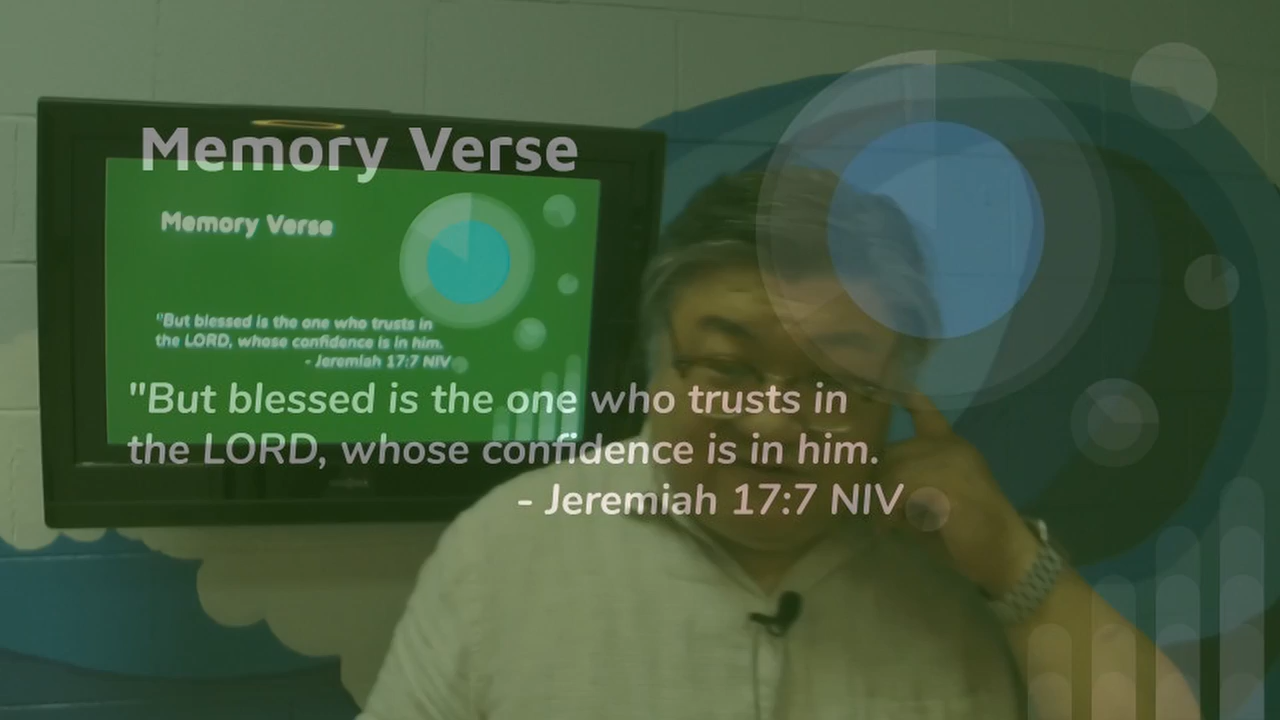 Memory Verse
"But blessed is the one who trusts in
the LORD, whose confidence is in him.
- Jeremiah 17:7 NIV
Memory Verse
"But blessed is the one who trusts in
the LORD, whose confidence is in him.
- Jeremiah 17:7 NIV